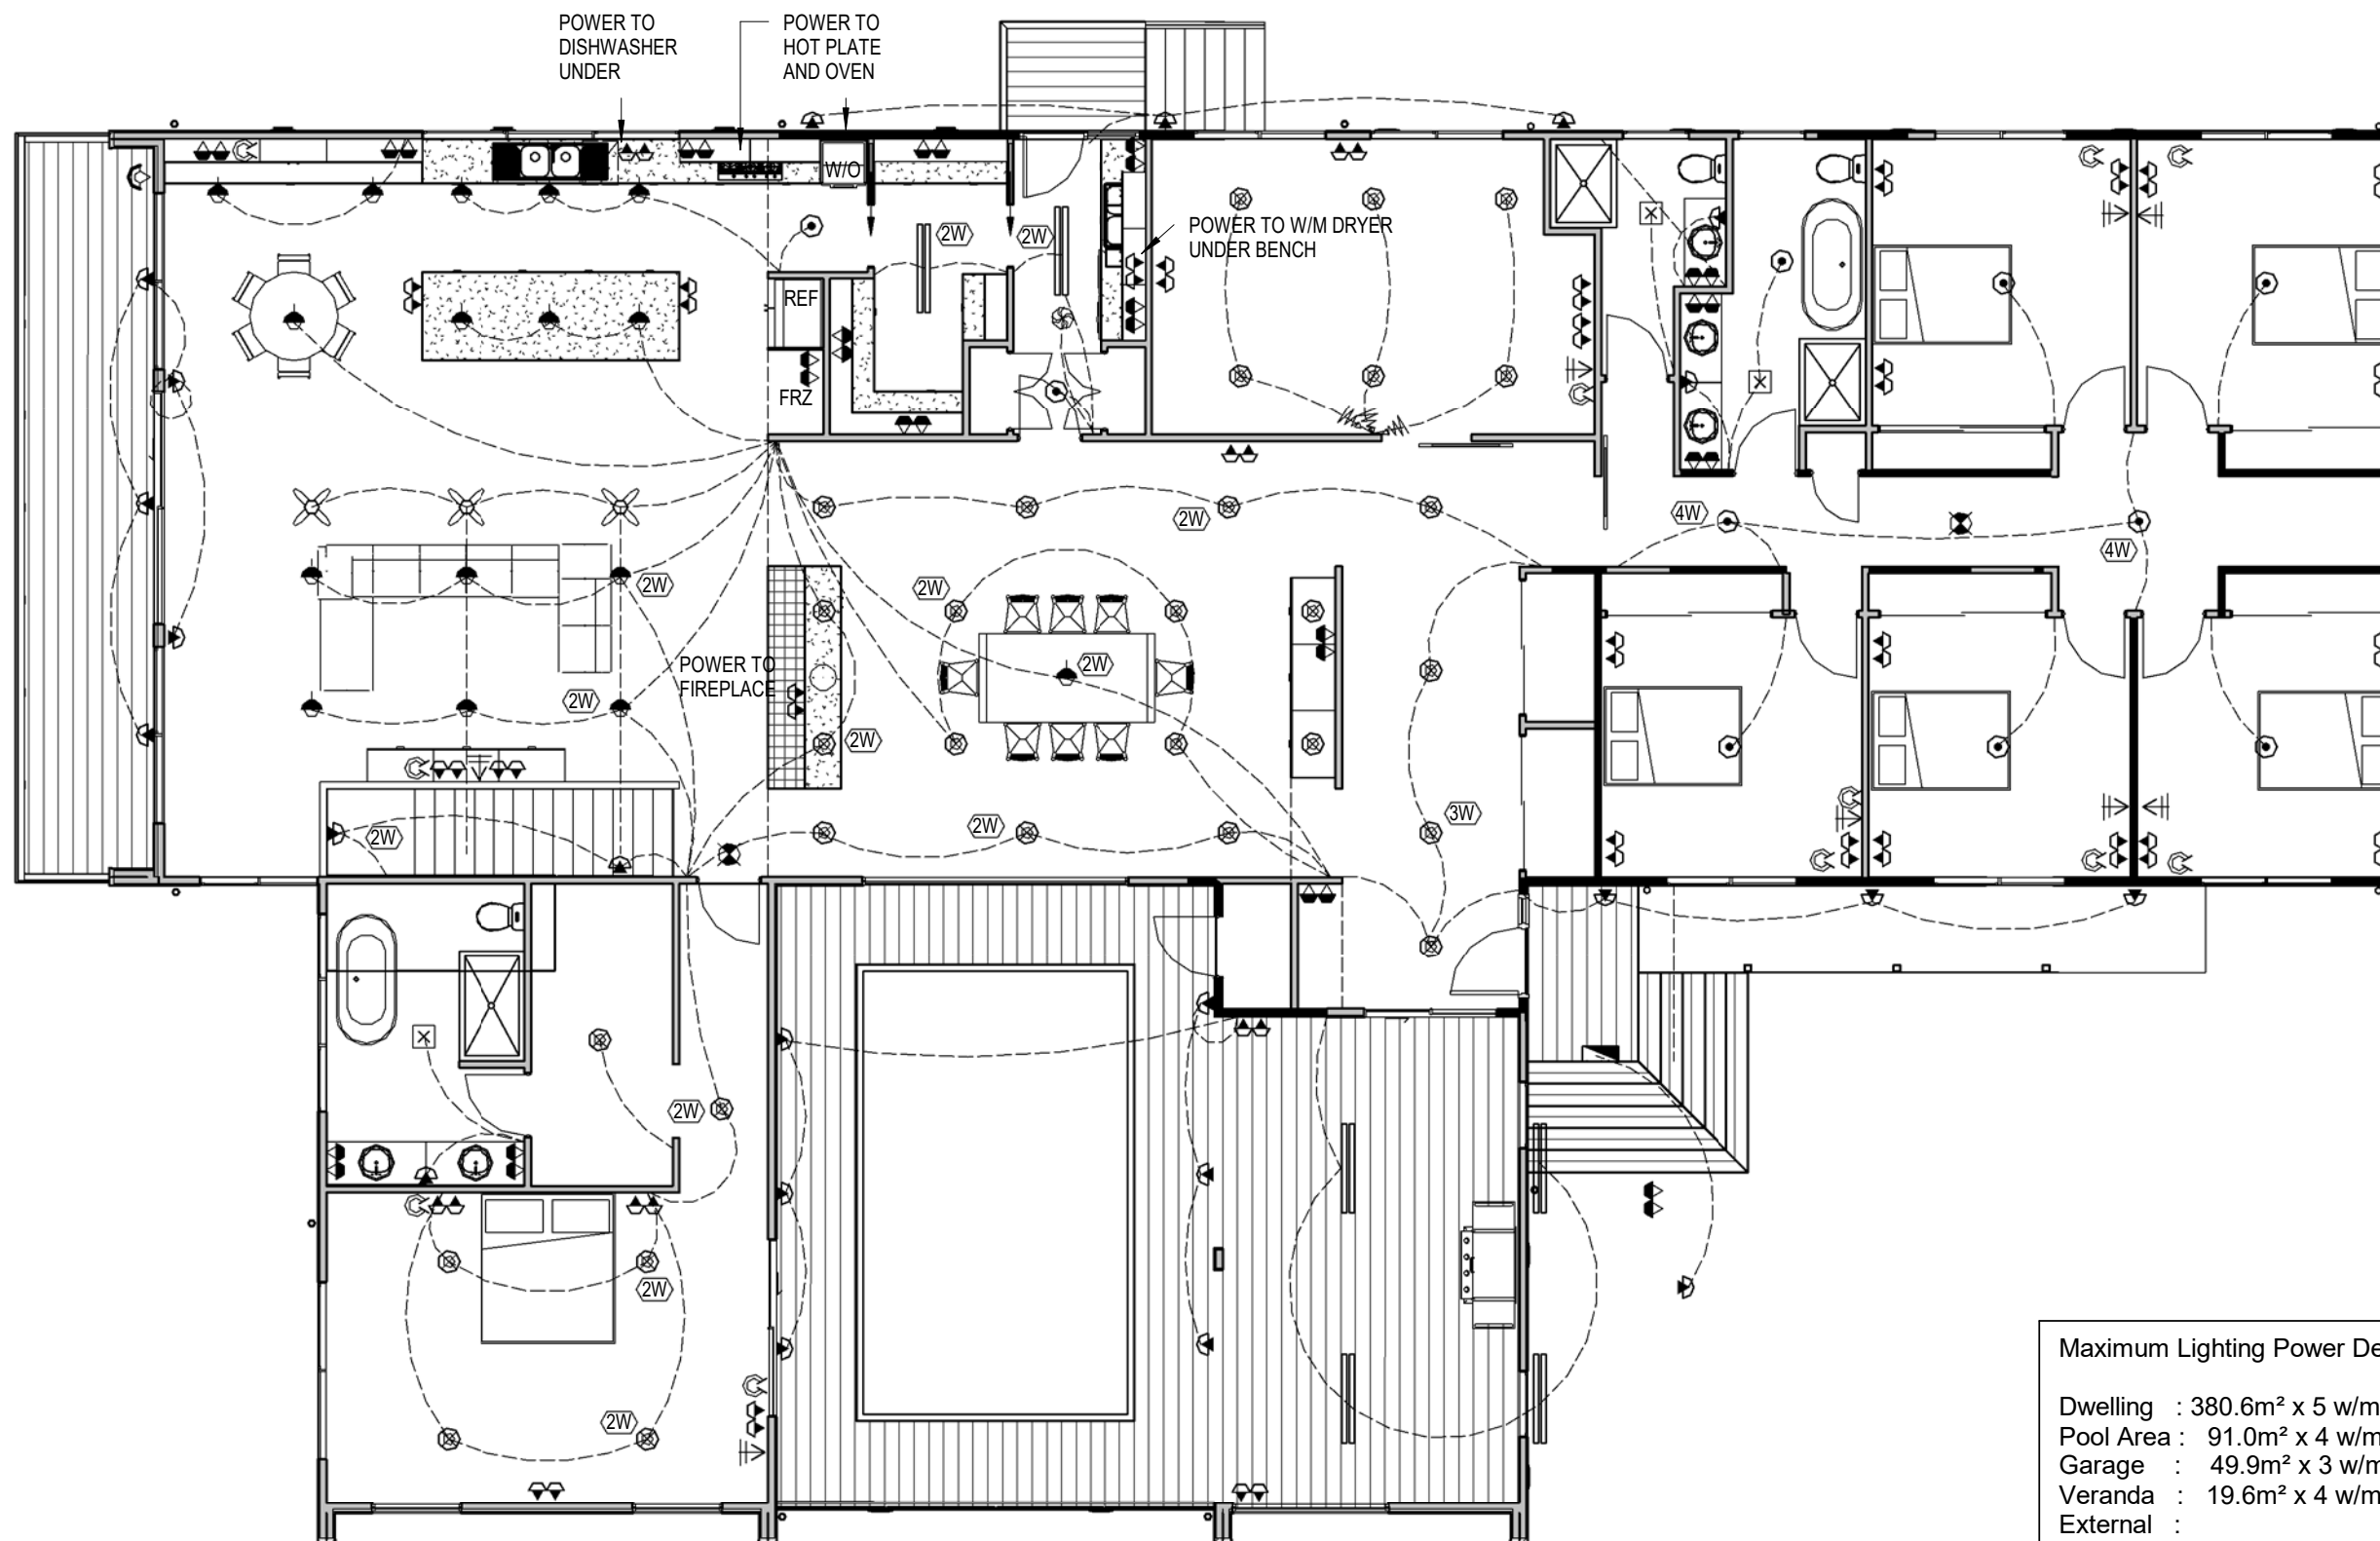 POWER TO
DISHWASHER
UNDER
POWER TO
HOT PLATE
AND OVEN
W/O
2W
2W
POWER TO W/M DRYER
UNDER BENCH
REF
FRZ
2W
4W
4W
2W
2W
2W
POWER TO
FIREPLACE
2W
2W
2W
2W
3W
2W
2W
2W
Maximum Lighting Power De
Dwelling : 380.6m² x 5 w/m
Pool Area : 91.0m² x 4 w/m
Garage : 49.9m² x 3 w/m
Veranda : 19.6m² x 4 w/m
External :